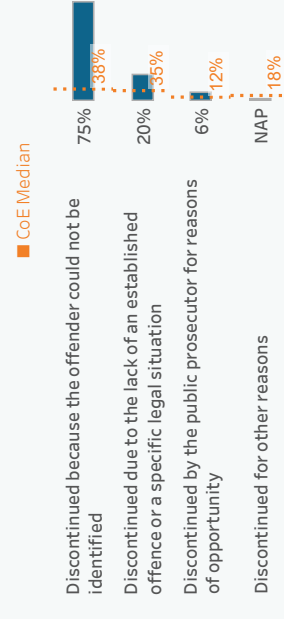 CoE Median
Discontinued because the offender could not be
identified
75%
38%
Discontinued due to the lack of an established
offence or a specific legal situation
20%
35%
Discontinued by the public prosecutor for reasons
of opportunity
6%
12%
Discontinued for other reasons
NAP
18%